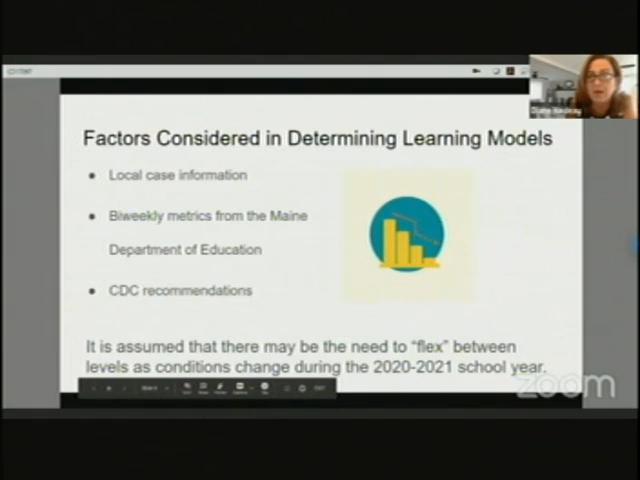 Factors Considered in Determining Learning Models
● Local case information
● Biweekly metrics from the Maine
Department of Education
● CDC recommendations
It is assumed that there may be the need to “flex” between
levels as conditions change during the 2020-2021 school year.
zoom